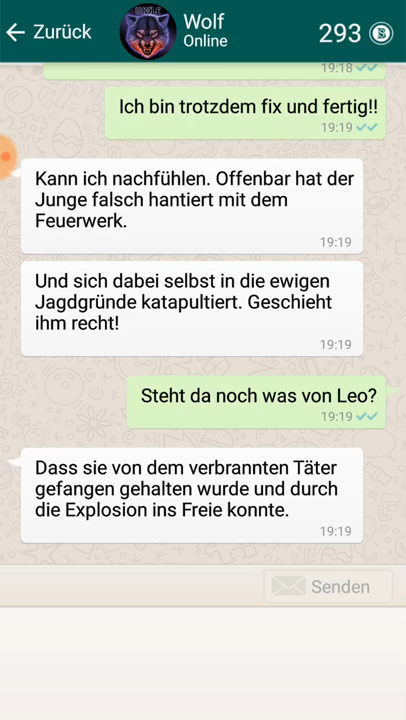 Zurück
WOLF
Wolf
Online
293
19:18
Ich bin trotzdem fix und fertig!!
19:19
Kann ich nachfühlen. Offenbar hat der
Junge falsch hantiert mit dem
Feuerwerk.
19:19
Und sich dabei selbst in die ewigen
Jagdgründe katapultiert. Geschieht
ihm recht!
19:19
Steht da noch was von Leo?
19:19
Dass sie von dem verbrannten Täter
gefangen gehalten wurde und durch
die Explosion ins Freie konnte.
19:19
Senden